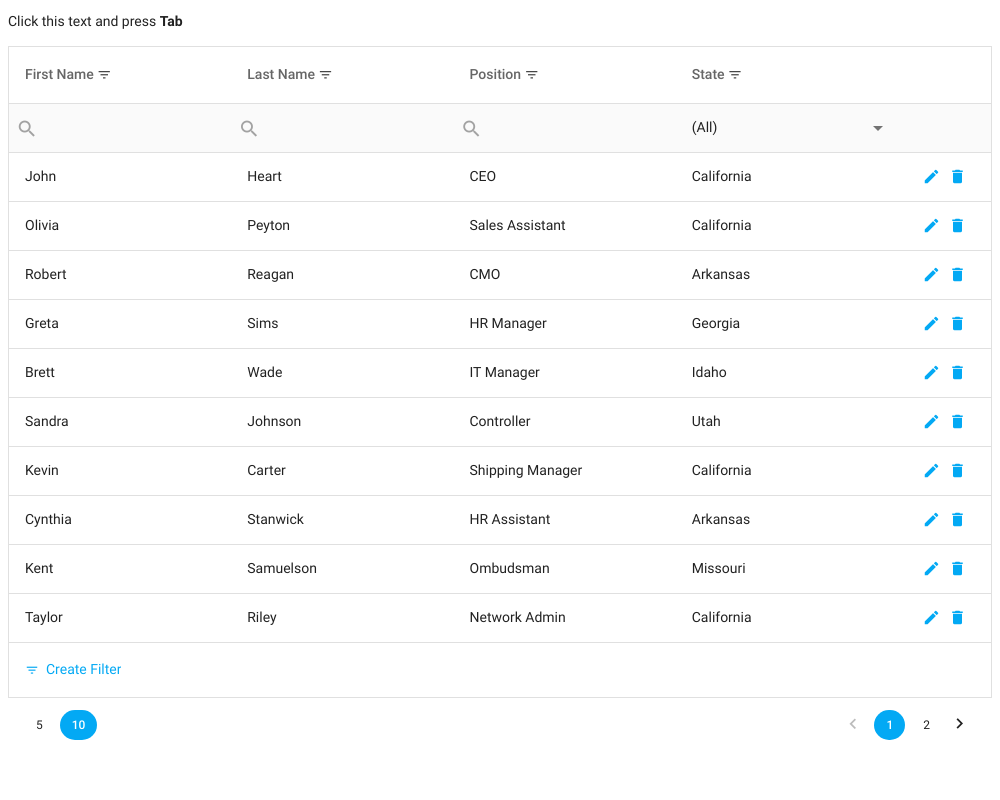 Click this text and press Tab
First Name Last Name Position State
(All)
John Heart CEO California
Olivia Peyton Sales Assistant California
Robert Reagan CMO Arkansas
Greta Sims HR Manager Georgia
Brett Wade IT Manager Idaho
Sandra Johnson Controller Utah
Kevin Carter Shipping Manager California
Cynthia Stanwick HR Assistant Arkansas
Kent Samuelson Ombudsman Missouri
Taylor Riley Network Admin California
Create Filter
5 10 1 2